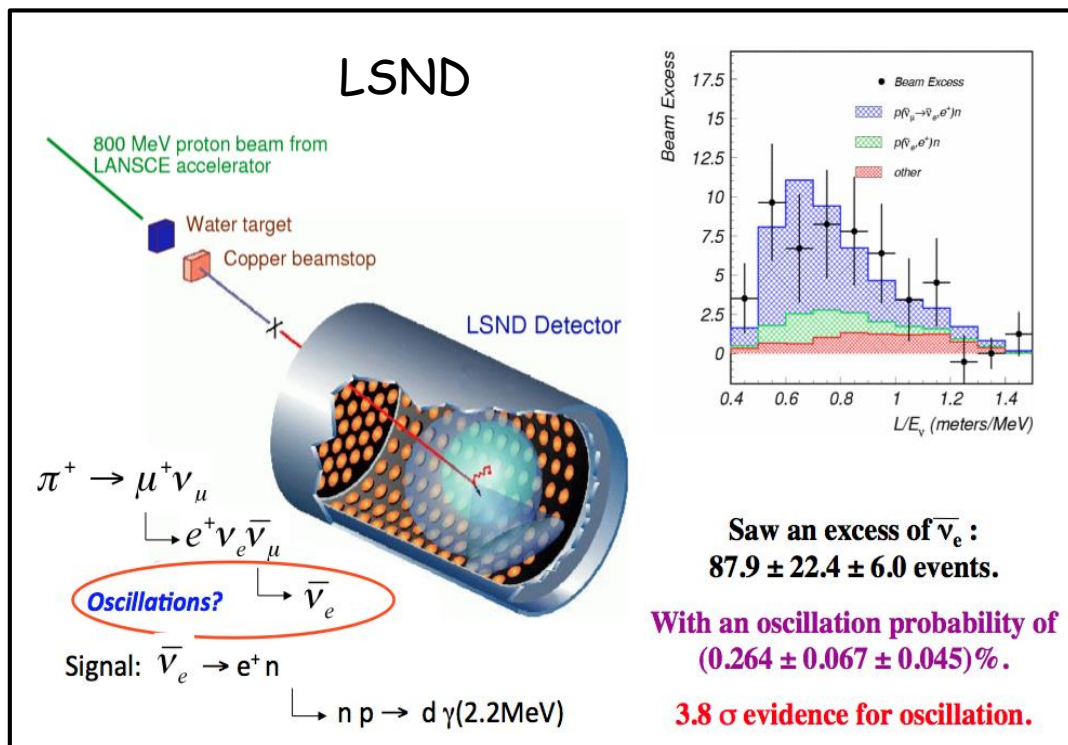 LSND
800 MeV proton beam from
LANSCE accelerator
Water target
Copper beamstop
LSND Detector
π⁺ → μ⁺ ν_μ
e⁺ ν_e ν̅_μ
Oscillations?
ν̅_e
Signal: ν̅_e → e⁺ n
n p → d γ(2.2MeV)
Beam Excess
17.5
15
12.5
10
7.5
5
2.5
0
Beam Excess
p(ν̅_μ→ν̅_e,e⁺)n
p(ν̅_e,e⁺)n
other
0.4 0.6 0.8 1 1.2 1.4
L/E_ν (meters/MeV)
Saw an excess of ν̅_e :
87.9 ± 22.4 ± 6.0 events.
With an oscillation probability of
(0.264 ± 0.067 ± 0.045)%.
3.8 σ evidence for oscillation.